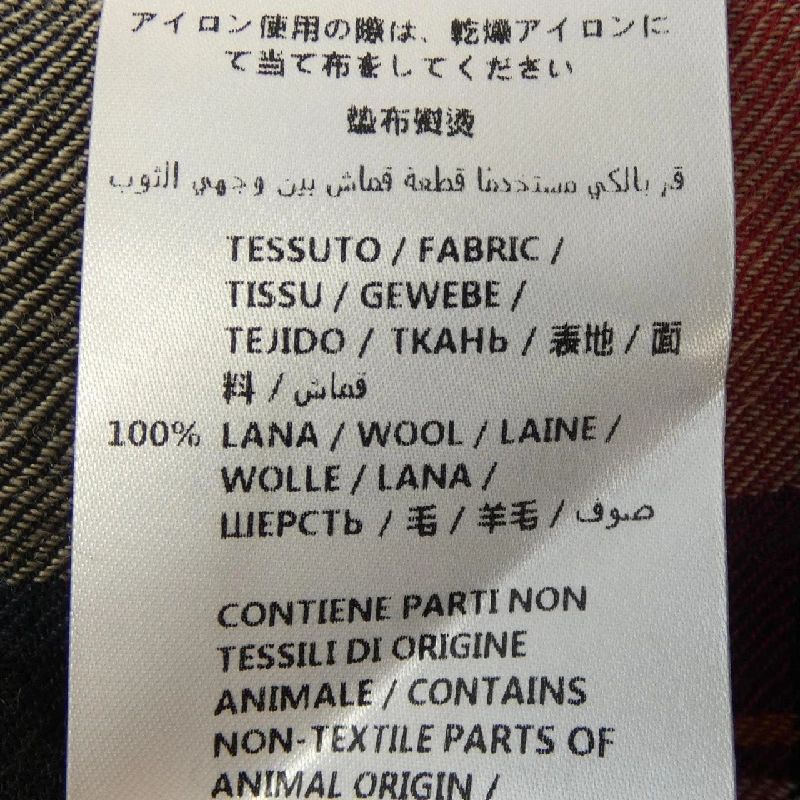 アイロン使用の際は、乾燥アイロンに
て当て布をしてください
垫布熨烫
قم بالكي مستخدمًا قطعة قماش بين وجهي الثوب
TESSUTO / FABRIC /
TISSU / GEWEBE /
TEJIDO / ТКАНЬ / 表地 / 面
料 / قماش
100% LANA / WOOL / LAINE /
WOLLE / LANA /
ШЕРСТЬ / 毛 / 羊毛 / صوف
CONTIENE PARTI NON
TESSILI DI ORIGINE
ANIMALE / CONTAINS
NON-TEXTILE PARTS OF
ANIMAL ORIGIN /